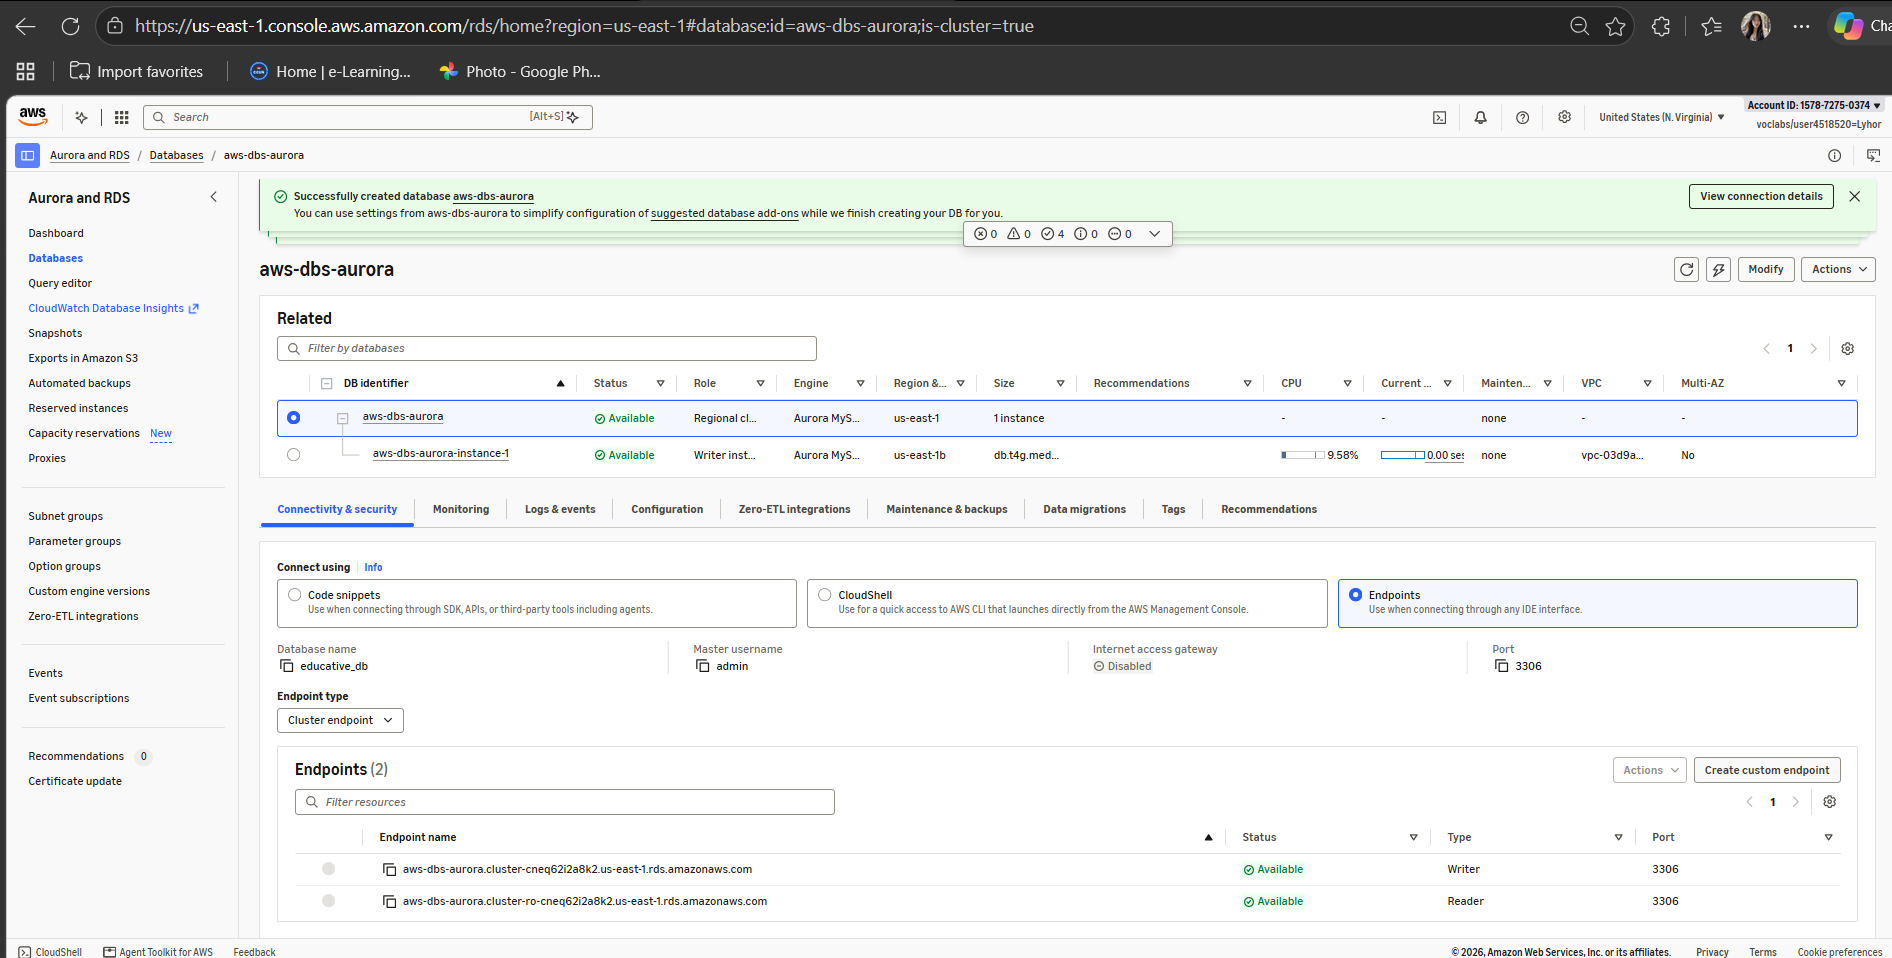 https://us-east-1.console.aws.amazon.com/rds/home?region=us-east-1#database:id=aws-dbs-aurora;is-cluster=true
Cha
Import favorites
Home | e-Learning...
Photo - Google Ph...
aws
Search
[Alt+S]
United States (N. Virginia)
Account ID: 1578-7275-0374
voclabs/user4518520=Lyhor
Aurora and RDS / Databases / aws-dbs-aurora
Aurora and RDS
Dashboard
Databases
Query editor
CloudWatch Database Insights
Snapshots
Exports in Amazon S3
Automated backups
Reserved instances
Capacity reservations New
Proxies
Subnet groups
Parameter groups
Option groups
Custom engine versions
Zero-ETL integrations
Events
Event subscriptions
Recommendations 0
Certificate update
Successfully created database aws-dbs-aurora
You can use settings from aws-dbs-aurora to simplify configuration of suggested database add-ons while we finish creating your DB for you.
View connection details
0 0 4 0 0
aws-dbs-aurora
Modify
Actions
Related
Filter by databases
1
DB identifier Status Role Engine Region &... Size Recommendations CPU Current ... Mainten... VPC Multi-AZ
aws-dbs-aurora Available Regional cl... Aurora MyS... us-east-1 1 instance - - none - -
aws-dbs-aurora-instance-1 Available Writer inst... Aurora MyS... us-east-1b db.t4g.med... 9.58% 0.00 ses none vpc-03d9a... No
Connectivity & security
Monitoring
Logs & events
Configuration
Zero-ETL integrations
Maintenance & backups
Data migrations
Tags
Recommendations
Connect using Info
Code snippets
Use when connecting through SDK, APIs, or third-party tools including agents.
CloudShell
Use for a quick access to AWS CLI that launches directly from the AWS Management Console.
Endpoints
Use when connecting through any IDE interface.
Database name
educative_db
Master username
admin
Internet access gateway
Disabled
Port
3306
Endpoint type
Cluster endpoint
Endpoints (2)
Actions
Create custom endpoint
Filter resources
1
Endpoint name Status Type Port
aws-dbs-aurora.cluster-cneq62i2a8k2.us-east-1.rds.amazonaws.com Available Writer 3306
aws-dbs-aurora.cluster-ro-cneq62i2a8k2.us-east-1.rds.amazonaws.com Available Reader 3306
CloudShell
Agent Toolkit for AWS
Feedback
© 2026, Amazon Web Services, Inc. or its affiliates.
Privacy
Terms
Cookie preferences